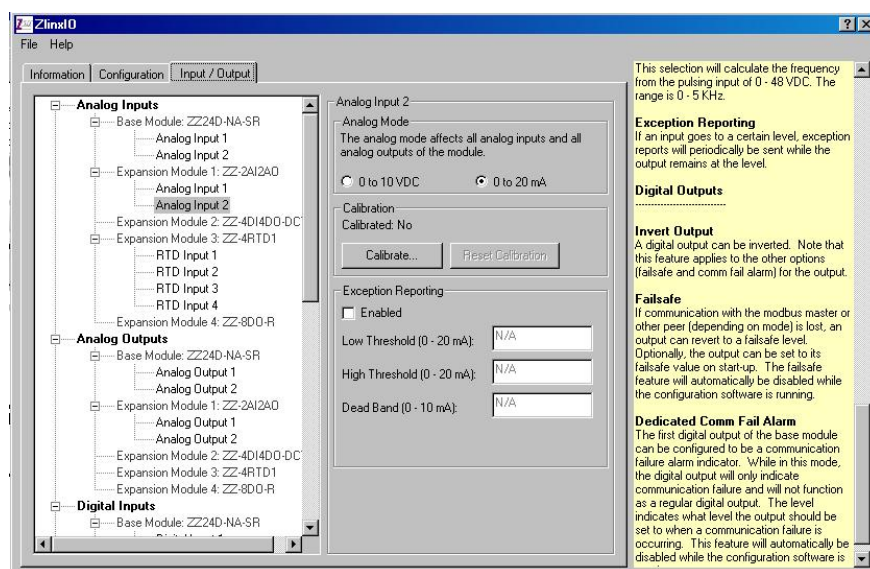 ZlinxIO
File Help
Information Configuration Input / Output
Analog Inputs
Base Module: ZZ24D-NA-SR
Analog Input 1
Analog Input 2
Expansion Module 1: ZZ-2AI2AO
Analog Input 1
Analog Input 2
Expansion Module 2: ZZ-4DI4DO-DC
Expansion Module 3: ZZ-4RTD1
RTD Input 1
RTD Input 2
RTD Input 3
RTD Input 4
Expansion Module 4: ZZ-8DO-R
Analog Outputs
Base Module: ZZ24D-NA-SR
Analog Output 1
Analog Output 2
Expansion Module 1: ZZ-2AI2AO
Analog Output 1
Analog Output 2
Expansion Module 2: ZZ-4DI4DO-DC
Expansion Module 3: ZZ-4RTD1
Expansion Module 4: ZZ-8DO-R
Digital Inputs
Base Module: ZZ24D-NA-SR
Analog Input 2
Analog Mode
The analog mode affects all analog inputs and all
analog outputs of the module.
0 to 10 VDC 0 to 20 mA
Calibration
Calibrated: No
Calibrate... Reset Calibration
Exception Reporting
Enabled
Low Threshold (0 - 20 mA): N/A
High Threshold (0 - 20 mA): N/A
Dead Band (0 - 10 mA): N/A
This selection will calculate the frequency
from the pulsing input of 0 - 48 VDC. The
range is 0 - 5 KHz.
Exception Reporting
If an input goes to a certain level, exception
reports will periodically be sent while the
output remains at the level.
Digital Outputs
----------------------------
Invert Output
A digital output can be inverted. Note that
this feature applies to the other options
(failsafe and comm fail alarm) for the output.
Failsafe
If communication with the modbus master or
other peer (depending on mode) is lost, an
output can revert to a failsafe level.
Optionally, the output can be set to its
failsafe value on start-up. The failsafe
feature will automatically be disabled while
the configuration software is running.
Dedicated Comm Fail Alarm
The first digital output of the base module
can be configured to be a communication
failure alarm indicator. While in this mode,
the digital output will only indicate
communication failure and will not function
as a regular digital output. The level
indicates what level the output should be
set to when a communication failure is
occurring. This feature will automatically be
disabled while the configuration software is